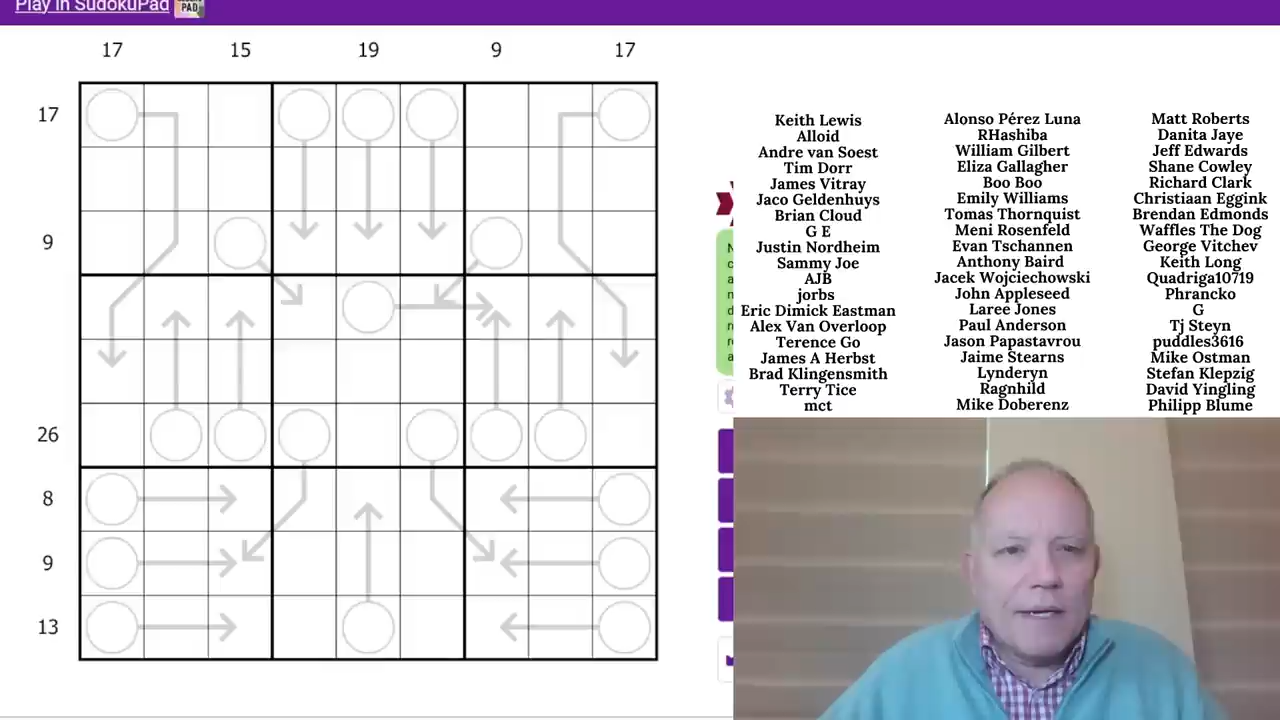 Play in SudokuPad
PAD
17 15 19 9 17
17
9
26
8
9
13
Keith Lewis
Alloid
Andre van Soest
Tim Dorr
James Vitray
Jaco Geldenhuys
Brian Cloud
G E
Justin Nordheim
Sammy Joe
AJB
jorbs
Eric Dimick Eastman
Alex Van Overloop
Terence Go
James A Herbst
Brad Klingensmith
Terry Tice
mct
Alonso Pérez Luna
RHashiba
William Gilbert
Eliza Gallagher
Boo Boo
Emily Williams
Tomas Thornquist
Meni Rosenfeld
Evan Tschannen
Anthony Baird
Jacek Wojciechowski
John Appleseed
Laree Jones
Paul Anderson
Jason Papastavrou
Jaime Stearns
Lynderyn
Ragnhild
Mike Doberenz
Matt Roberts
Danita Jaye
Jeff Edwards
Shane Cowley
Richard Clark
Christiaan Eggink
Brendan Edmonds
Waffles The Dog
George Vitchev
Keith Long
Quadriga10719
Phrancko
G
Tj Steyn
puddles3616
Mike Ostman
Stefan Klepzig
David Yingling
Philipp Blume